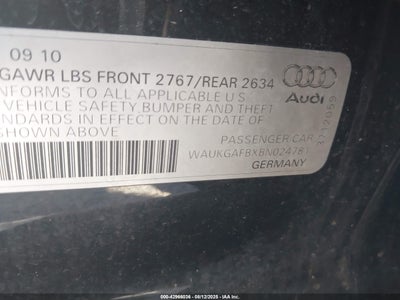 09 10
GAWR LBS FRONT 2767/REAR 2634
NFORMS TO ALL APPLICABLE U S
VEHICLE SAFETY, BUMPER AND THEFT
NDARDS IN EFFECT ON THE DATE OF
SHOWN ABOVE
Audi
PASSENGER CAR
WAUKGAFBXBN024781
GERMANY
000-42966036 - 08/12/2025 - IAA Inc.